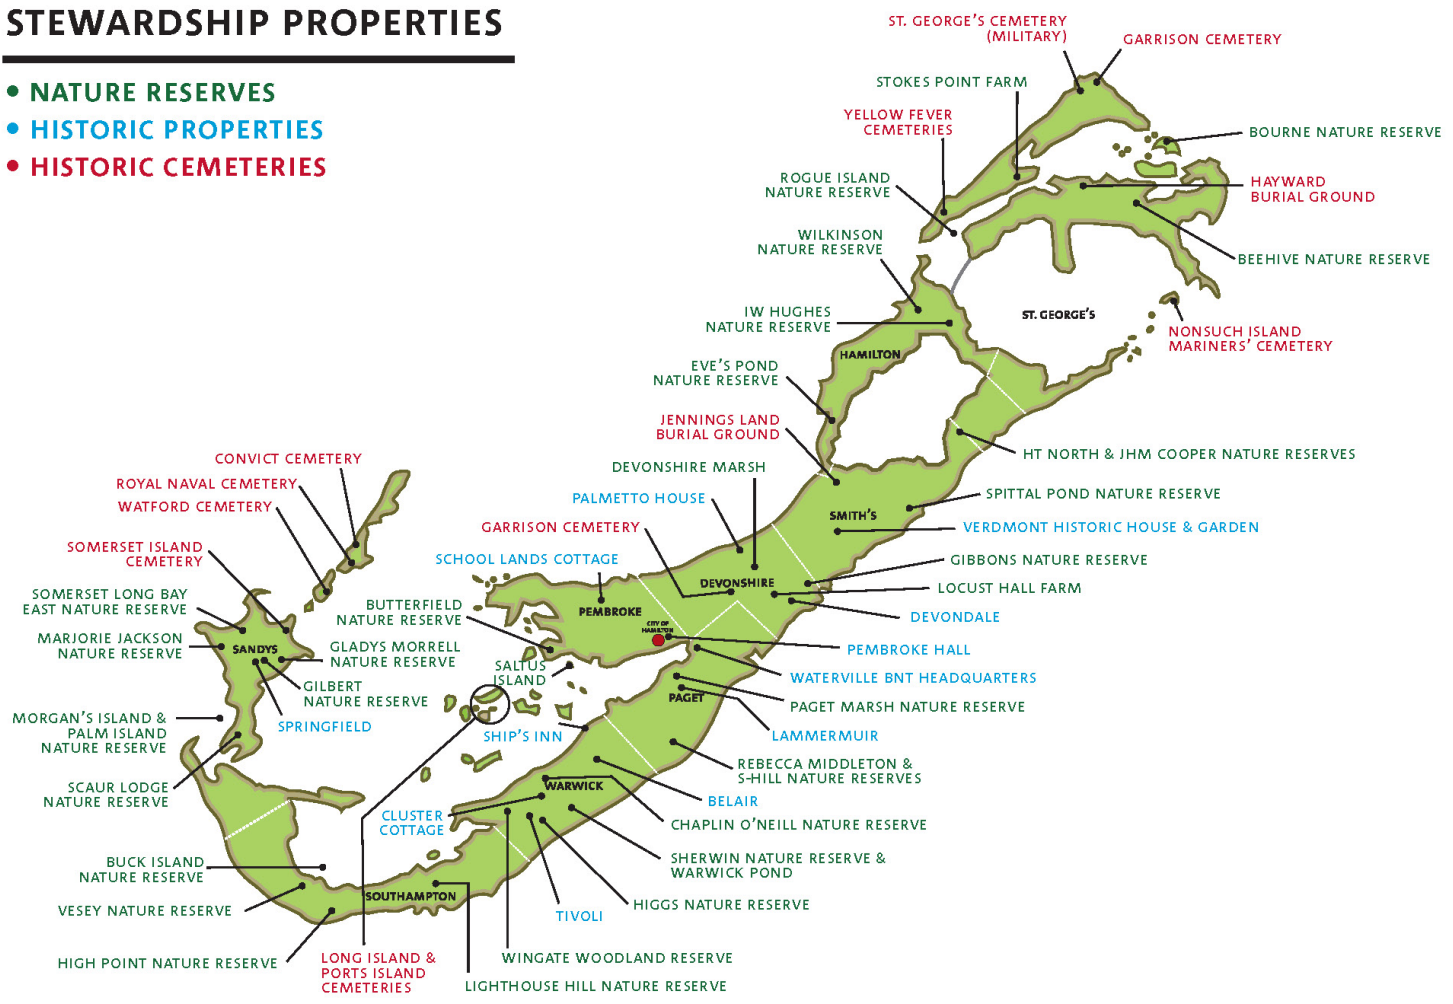 STEWARDSHIP PROPERTIES
• NATURE RESERVES
• HISTORIC PROPERTIES
• HISTORIC CEMETERIES
ST. GEORGE'S CEMETERY
(MILITARY)
GARRISON CEMETERY
STOKES POINT FARM
YELLOW FEVER
CEMETERIES
BOURNE NATURE RESERVE
ROGUE ISLAND
NATURE RESERVE
HAYWARD
BURIAL GROUND
WILKINSON
NATURE RESERVE
BEEHIVE NATURE RESERVE
IW HUGHES
NATURE RESERVE
ST. GEORGE'S
NONSUCH ISLAND
MARINERS' CEMETERY
HAMILTON
EVE'S POND
NATURE RESERVE
JENNINGS LAND
BURIAL GROUND
HT NORTH & JHM COOPER NATURE RESERVES
DEVONSHIRE MARSH
CONVICT CEMETERY
ROYAL NAVAL CEMETERY
WATFORD CEMETERY
SOMERSET ISLAND
CEMETERY
PALMETTO HOUSE
SPITTAL POND NATURE RESERVE
SMITH'S
VERDMONT HISTORIC HOUSE & GARDEN
GARRISON CEMETERY
SCHOOL LANDS COTTAGE
GIBBONS NATURE RESERVE
DEVONSHIRE
LOCUST HALL FARM
SOMERSET LONG BAY
EAST NATURE RESERVE
BUTTERFIELD
NATURE RESERVE
PEMBROKE
DEVONDALE
CITY OF
HAMILTON
MARJORIE JACKSON
NATURE RESERVE
SANDYS
GLADYS MORRELL
NATURE RESERVE
PEMBROKE HALL
SALTUS
ISLAND
WATERVILLE BNT HEADQUARTERS
GILBERT
NATURE RESERVE
PAGET
PAGET MARSH NATURE RESERVE
MORGAN'S ISLAND &
PALM ISLAND
NATURE RESERVE
SPRINGFIELD
SHIP'S INN
LAMMERMUIR
REBECCA MIDDLETON &
S-HILL NATURE RESERVES
SCAUR LODGE
NATURE RESERVE
WARWICK
BELAIR
CLUSTER
COTTAGE
CHAPLIN O'NEILL NATURE RESERVE
BUCK ISLAND
NATURE RESERVE
SHERWIN NATURE RESERVE &
WARWICK POND
SOUTHAMPTON
VESEY NATURE RESERVE
TIVOLI
HIGGS NATURE RESERVE
HIGH POINT NATURE RESERVE
LONG ISLAND &
PORTS ISLAND
CEMETERIES
WINGATE WOODLAND RESERVE
LIGHTHOUSE HILL NATURE RESERVE